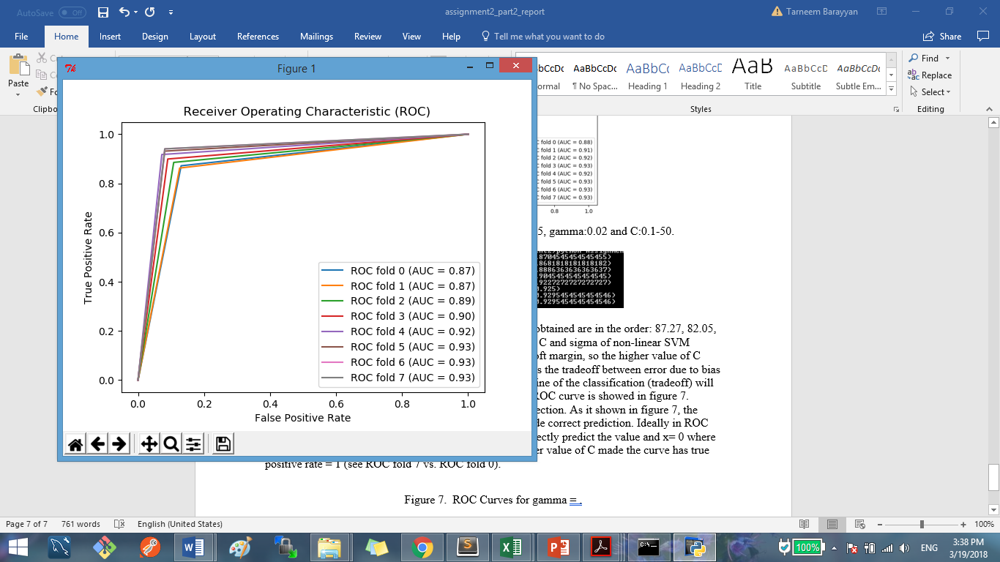 AutoSave Off
assignment2_part2_report
Tarneem Barayyan
File Home Insert Design Layout References Mailings Review View Help Tell me what you want to do Share
Paste
Find
Replace
Select
Editing
AaBbCcDc AaBbC AaBbCcD AaB AaBbCcD AaBbCcDc
¶ No Spac... Heading 1 Heading 2 Title Subtitle Subtle Em...
Styles
Figure 1
Receiver Operating Characteristic (ROC)
True Positive Rate
1.0
0.8
0.6
0.4
0.2
0.0
ROC fold 0 (AUC = 0.87)
ROC fold 1 (AUC = 0.87)
ROC fold 2 (AUC = 0.89)
ROC fold 3 (AUC = 0.90)
ROC fold 4 (AUC = 0.92)
ROC fold 5 (AUC = 0.93)
ROC fold 6 (AUC = 0.93)
ROC fold 7 (AUC = 0.93)
0.0 0.2 0.4 0.6 0.8 1.0
False Positive Rate
fold 0 (AUC = 0.88)
fold 1 (AUC = 0.91)
fold 2 (AUC = 0.92)
fold 3 (AUC = 0.93)
fold 4 (AUC = 0.92)
fold 5 (AUC = 0.93)
fold 6 (AUC = 0.93)
fold 7 (AUC = 0.93)
0.8 1.0
5, gamma:0.02 and C:0.1-50.
.8704545454545455)
.8681818181818182)
.8886363636363637)
.9045454545454545)
.9227272727272727)
.925)
.9295454545454546)
.9295454545454546)
obtained are in the order: 87.27, 82.05,
C and sigma of non-linear SVM
margin, so the higher value of C
the tradeoff between error due to bias
of the classification (tradeoff) will
ROC curve is showed in figure 7.
As it shown in figure 7, the
correct prediction. Ideally in ROC
predict the value and x= 0 where
value of C made the curve has true
positive rate = 1 (see ROC fold 7 vs. ROC fold 0).
Figure 7. ROC Curves for gamma = .
Page 7 of 7 761 words English (United States) 100%
100% ENG 3:38 PM
3/19/2018